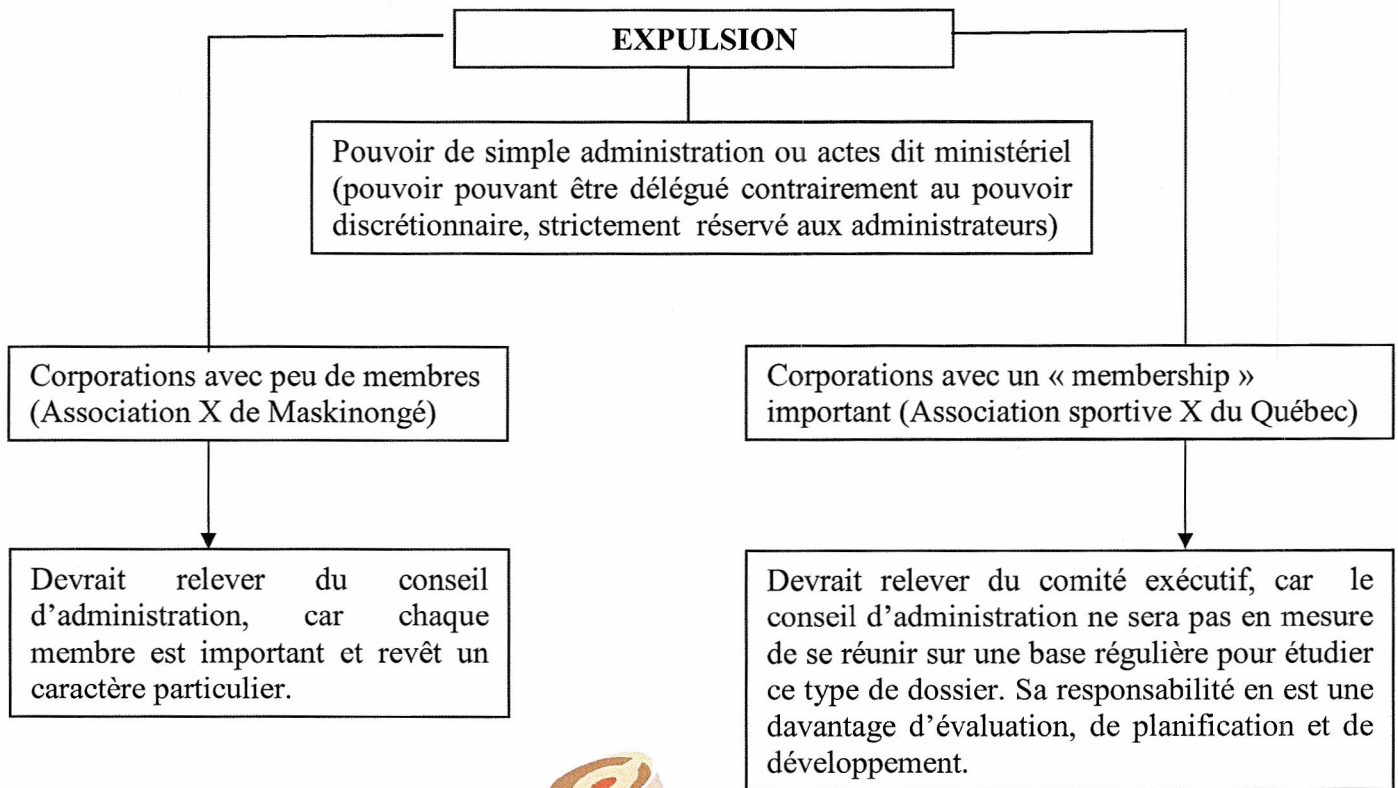 EXPULSION
Pouvoir de simple administration ou actes dit ministériel
(pouvoir pouvant être délégué contrairement au pouvoir
discrétionnaire, strictement réservé aux administrateurs)
Corporations avec peu de membres
(Association X de Maskinongé)
Corporations avec un « membership »
important (Association sportive X du Québec)
Devrait relever du conseil
d'administration, car chaque
membre est important et revêt un
caractère particulier.
Devrait relever du comité exécutif, car le
conseil d'administration ne sera pas en mesure
de se réunir sur une base régulière pour étudier
ce type de dossier. Sa responsabilité en est une
davantage d'évaluation, de planification et de
développement.